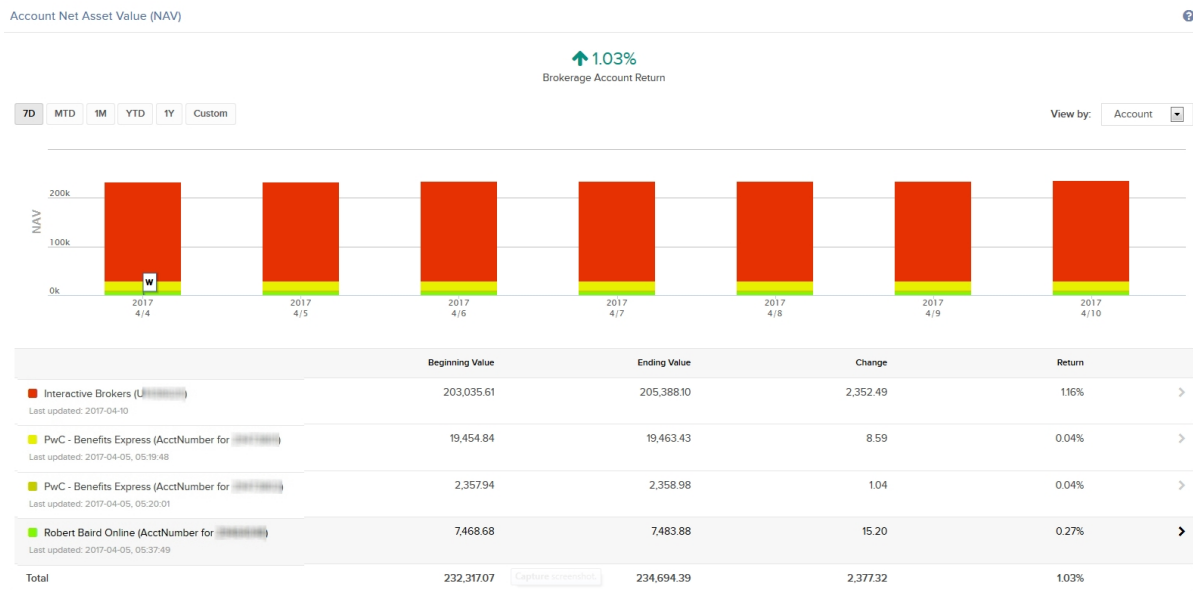 Account Net Asset Value (NAV)
?
1.03%
Brokerage Account Return
7D MTD 1M YTD 1Y Custom View by: Account
200k
NAV
100k
W
0k
2017 2017 2017 2017 2017 2017 2017
4/4 4/5 4/6 4/7 4/8 4/9 4/10
Beginning Value Ending Value Change Return
Interactive Brokers (U ) 203,035.61 205,388.10 2,352.49 1.16%
Last updated: 2017-04-10
PwC - Benefits Express (AcctNumber for ) 19,454.84 19,463.43 8.59 0.04%
Last updated: 2017-04-05, 05:19:48
PwC - Benefits Express (AcctNumber for ) 2,357.94 2,358.98 1.04 0.04%
Last updated: 2017-04-05, 05:20:01
Robert Baird Online (AcctNumber for ) 7,468.68 7,483.88 15.20 0.27%
Last updated: 2017-04-05, 05:37:49
Total 232,317.07 Capture screenshot. 234,694.39 2,377.32 1.03%